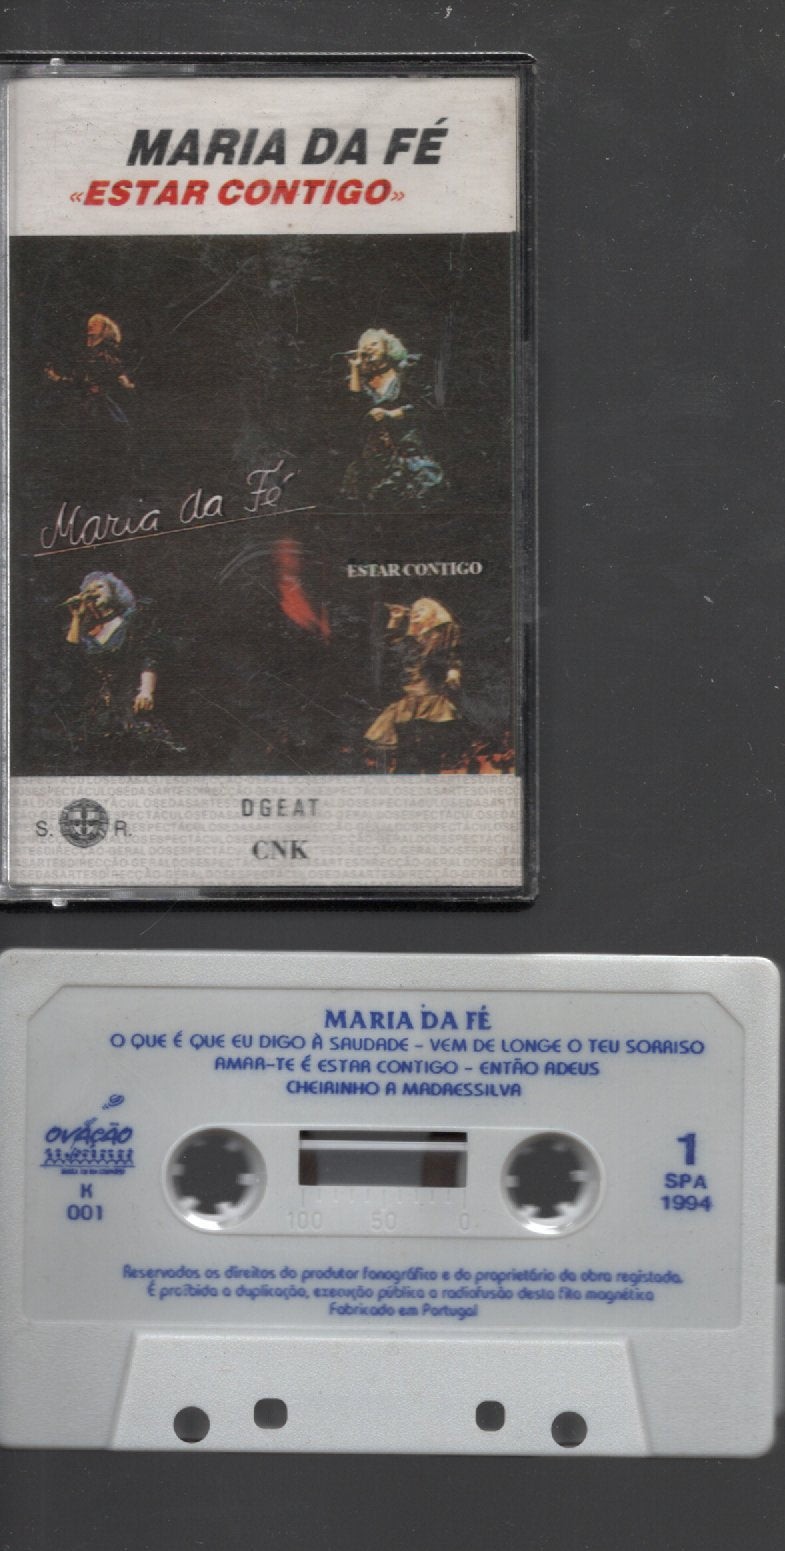 MARIA DA FÉ
«ESTAR CONTIGO»
Maria da Fé
ESTAR CONTIGO
DGEAT
S. R.
CNK
MARIA DA FÉ
O QUE É QUE EU DIGO À SAUDADE - VEM DE LONGE O TEU SORRISO
AMAR-TE É ESTAR CONTIGO - ENTÃO ADEUS
CHEIRINHO A MADRESSILVA
OVAÇÃO
K
001
1
SPA
1994
100 50 0
Reservados os direitos do produtor fonográfico e do proprietário da obra registada.
É proíbida a duplicação, execução pública a radiofusão desta fita magnética
Fabricado em Portugal